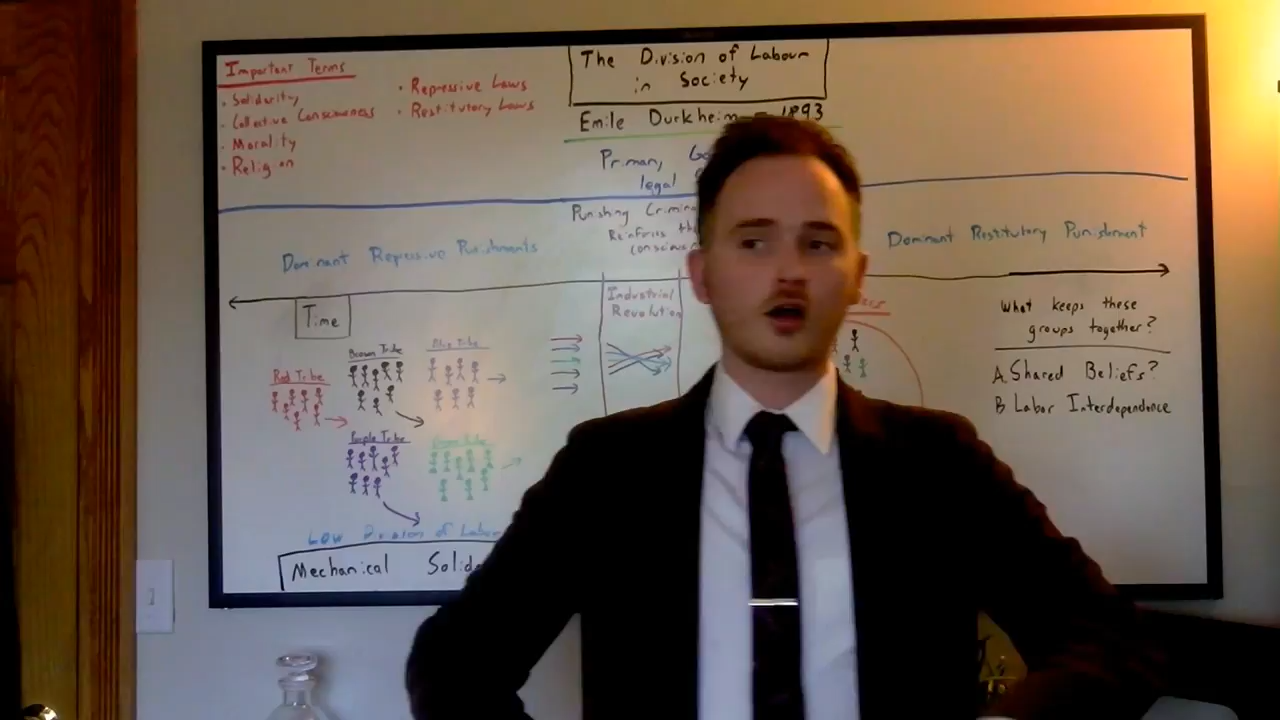 Important Terms
· Solidarity
· Collective Consciousness
· Morality
· Religion
· Repressive Laws
· Restitutory Laws
The Division of Labour
in Society
Emile Durkheim - 1893
Primary
legal
Punishing
Reinforces
Dominant Repressive Punishments
Dominant Restitutory Punishment
Time
Industrial
Revolution
Red Tribe
Brown Tribe
Blue Tribe
Purple Tribe
Green Tribe
Low Division of Labor
Mechanical
What keeps these
groups together?
A. Shared Beliefs?
B Labor Interdependence